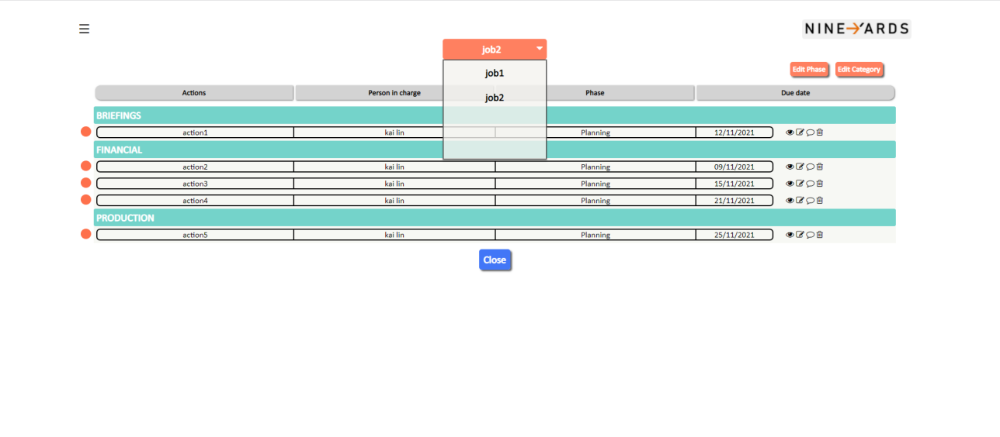 NINE YARDS
job2
job1
job2
Edit Phase Edit Category
Actions Person in charge Phase Due date
BRIEFINGS
action1 kai lin Planning 12/11/2021
FINANCIAL
action2 kai lin Planning 09/11/2021
action3 kai lin Planning 15/11/2021
action4 kai lin Planning 21/11/2021
PRODUCTION
action5 kai lin Planning 25/11/2021
Close